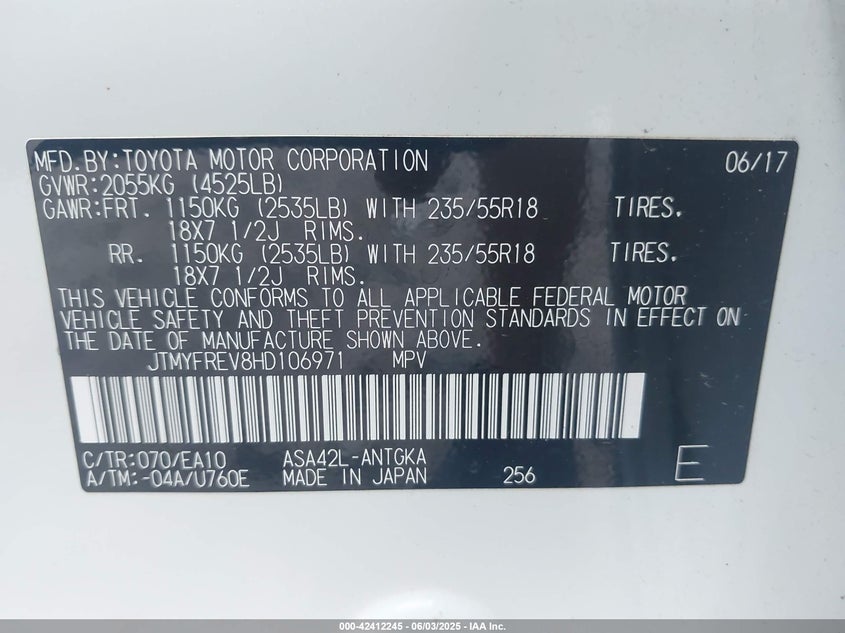 MFD.BY:TOYOTA MOTOR CORPORATION 06/17
GVWR:2055KG (4525LB)
GAWR:FRT. 1150KG (2535LB) WITH 235/55R18 TIRES.
18X7 1/2J RIMS.
RR. 1150KG (2535LB) WITH 235/55R18 TIRES.
18X7 1/2J RIMS.
THIS VEHICLE CONFORMS TO ALL APPLICABLE FEDERAL MOTOR
VEHICLE SAFETY AND THEFT PREVENTION STANDARDS IN EFFECT ON
THE DATE OF MANUFACTURE SHOWN ABOVE.
JTMYFREV8HD106971 MPV
C/TR:070/EA10 ASA42L-ANTGKA
A/TM:-04A/U760E MADE IN JAPAN 256 E
000-42412245 - 06/03/2025 - IAA Inc.